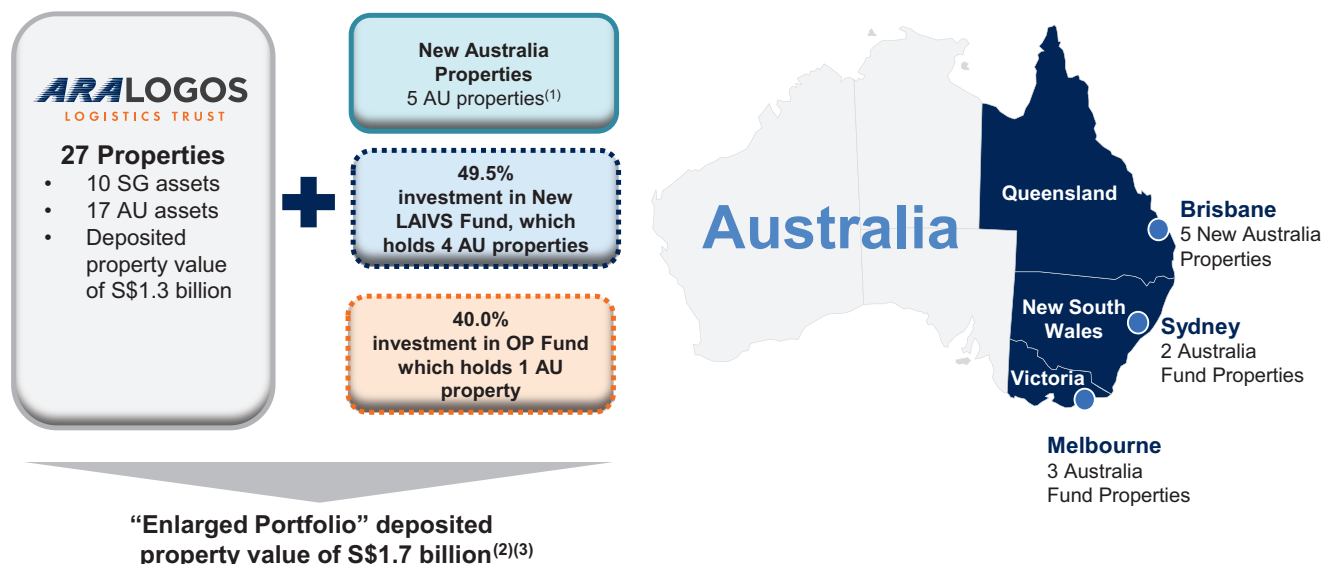 ARALOGOS
LOGISTICS TRUST
27 Properties
• 10 SG assets
• 17 AU assets
• Deposited
property value
of S$1.3 billion
New Australia
Properties
5 AU properties(1)
49.5%
investment in New
LAIVS Fund, which
holds 4 AU properties
40.0%
investment in OP Fund
which holds 1 AU
property
“Enlarged Portfolio” deposited
property value of S$1.7 billion(2)(3)
Australia
Queensland
New South
Wales
Victoria
Brisbane
5 New Australia
Properties
Sydney
2 Australia
Fund Properties
Melbourne
3 Australia
Fund Properties